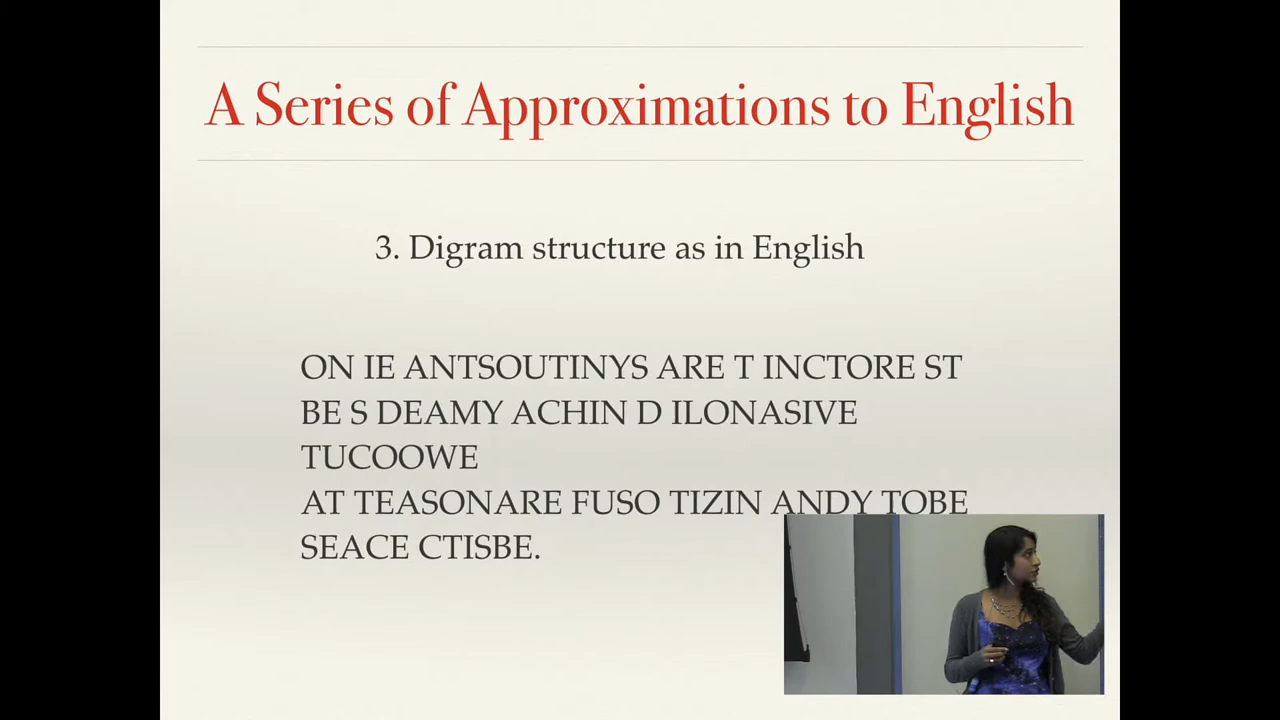 A Series of Approximations to English
3. Digram structure as in English
ON IE ANTSOUTINYS ARE T INCTORE ST
BE S DEAMY ACHIN D ILONASIVE
TUCOOWE
AT TEASONARE FUSO TIZIN ANDY TOBE
SEACE CTISBE.